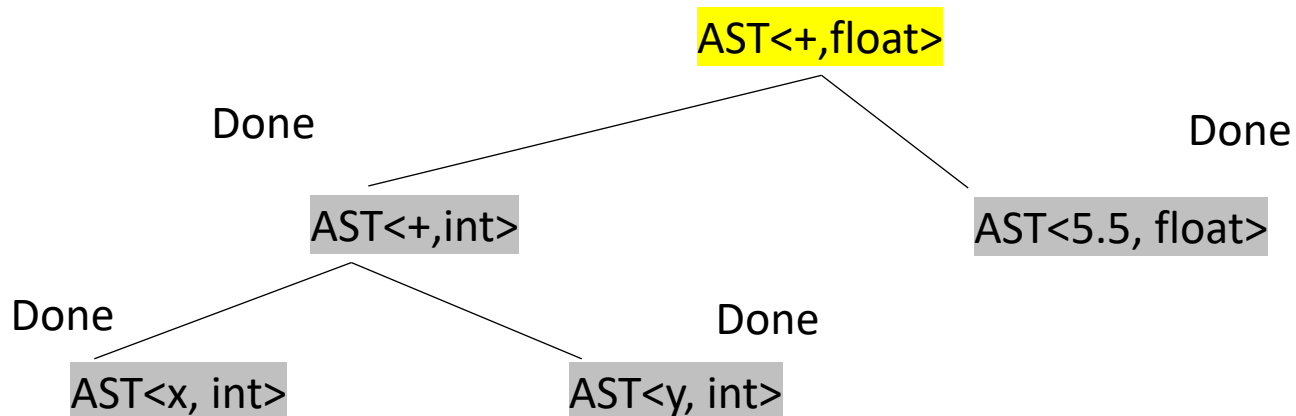 AST<+,float>
Done
Done
AST<+,int>
AST<5.5, float>
Done
Done
AST<x, int>
AST<y, int>